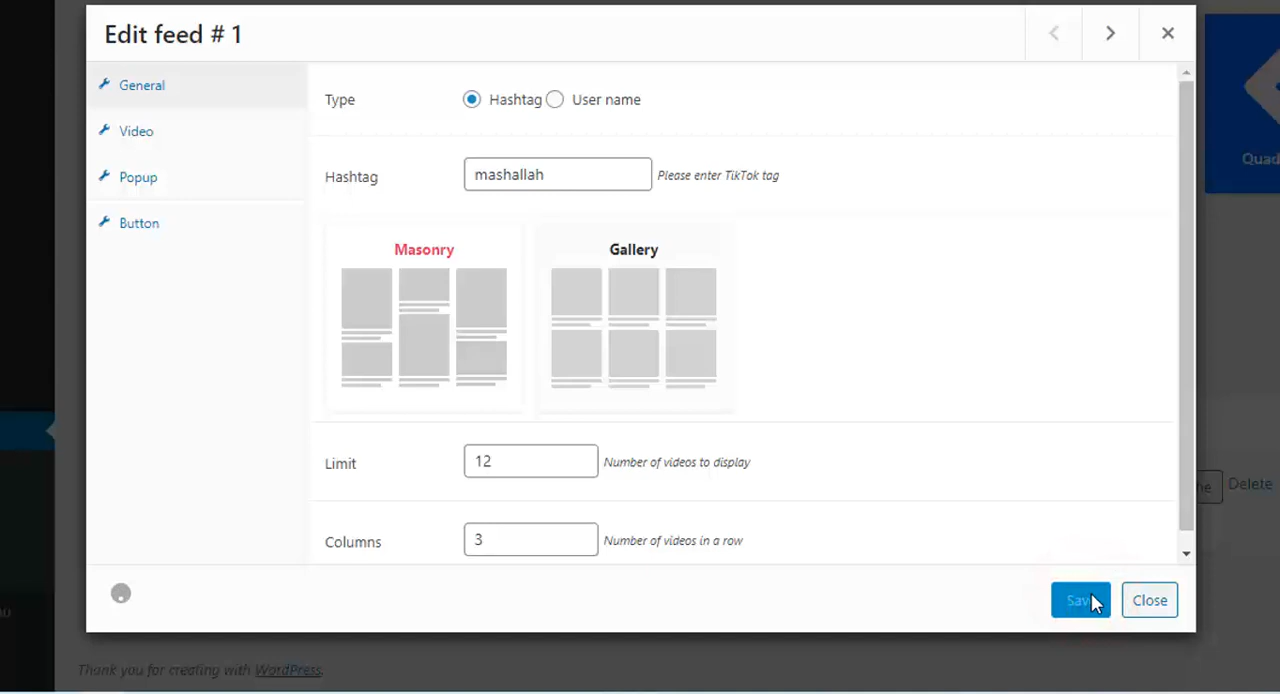 Edit feed # 1
General
Video
Popup
Button
Type
Hashtag
User name
Hashtag
mashallah
Please enter TikTok tag
Masonry
Gallery
Limit
12
Number of videos to display
Columns
3
Number of videos in a row
Close
Delete
Thank you for creating with WordPress.